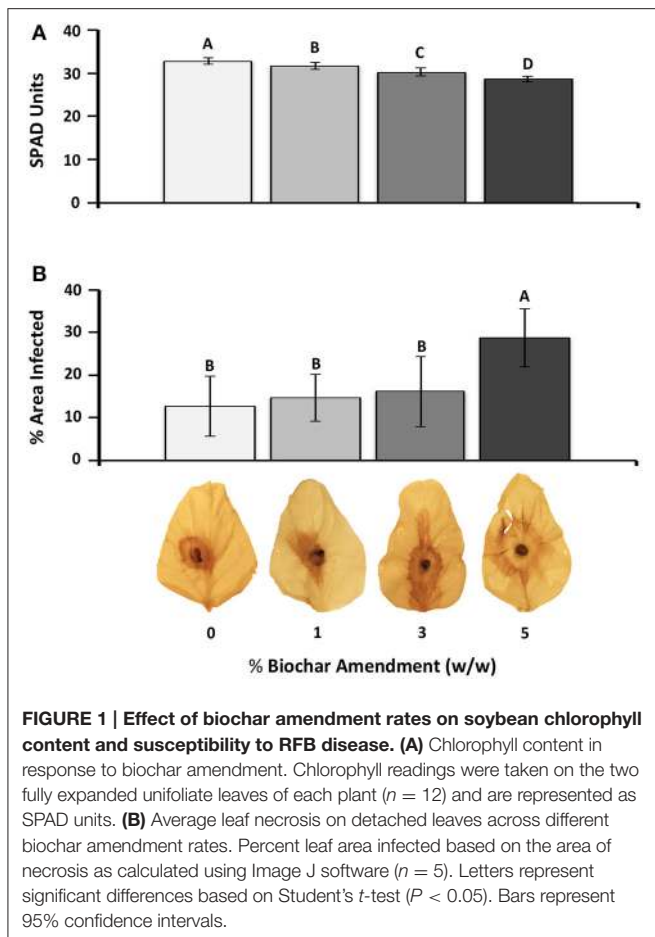 A
40
A
B
C
D
30
20
10
0
SPAD Units
B
40
A
30
B
B
B
20
10
0
% Area Infected
0 1 3 5
% Biochar Amendment (w/w)
FIGURE 1 | Effect of biochar amendment rates on soybean chlorophyll
content and susceptibility to RFB disease. (A) Chlorophyll content in
response to biochar amendment. Chlorophyll readings were taken on the two
fully expanded unifoliate leaves of each plant (n = 12) and are represented as
SPAD units. (B) Average leaf necrosis on detached leaves across different
biochar amendment rates. Percent leaf area infected based on the area of
necrosis as calculated using Image J software (n = 5). Letters represent
significant differences based on Student's t-test (P < 0.05). Bars represent
95% confidence intervals.